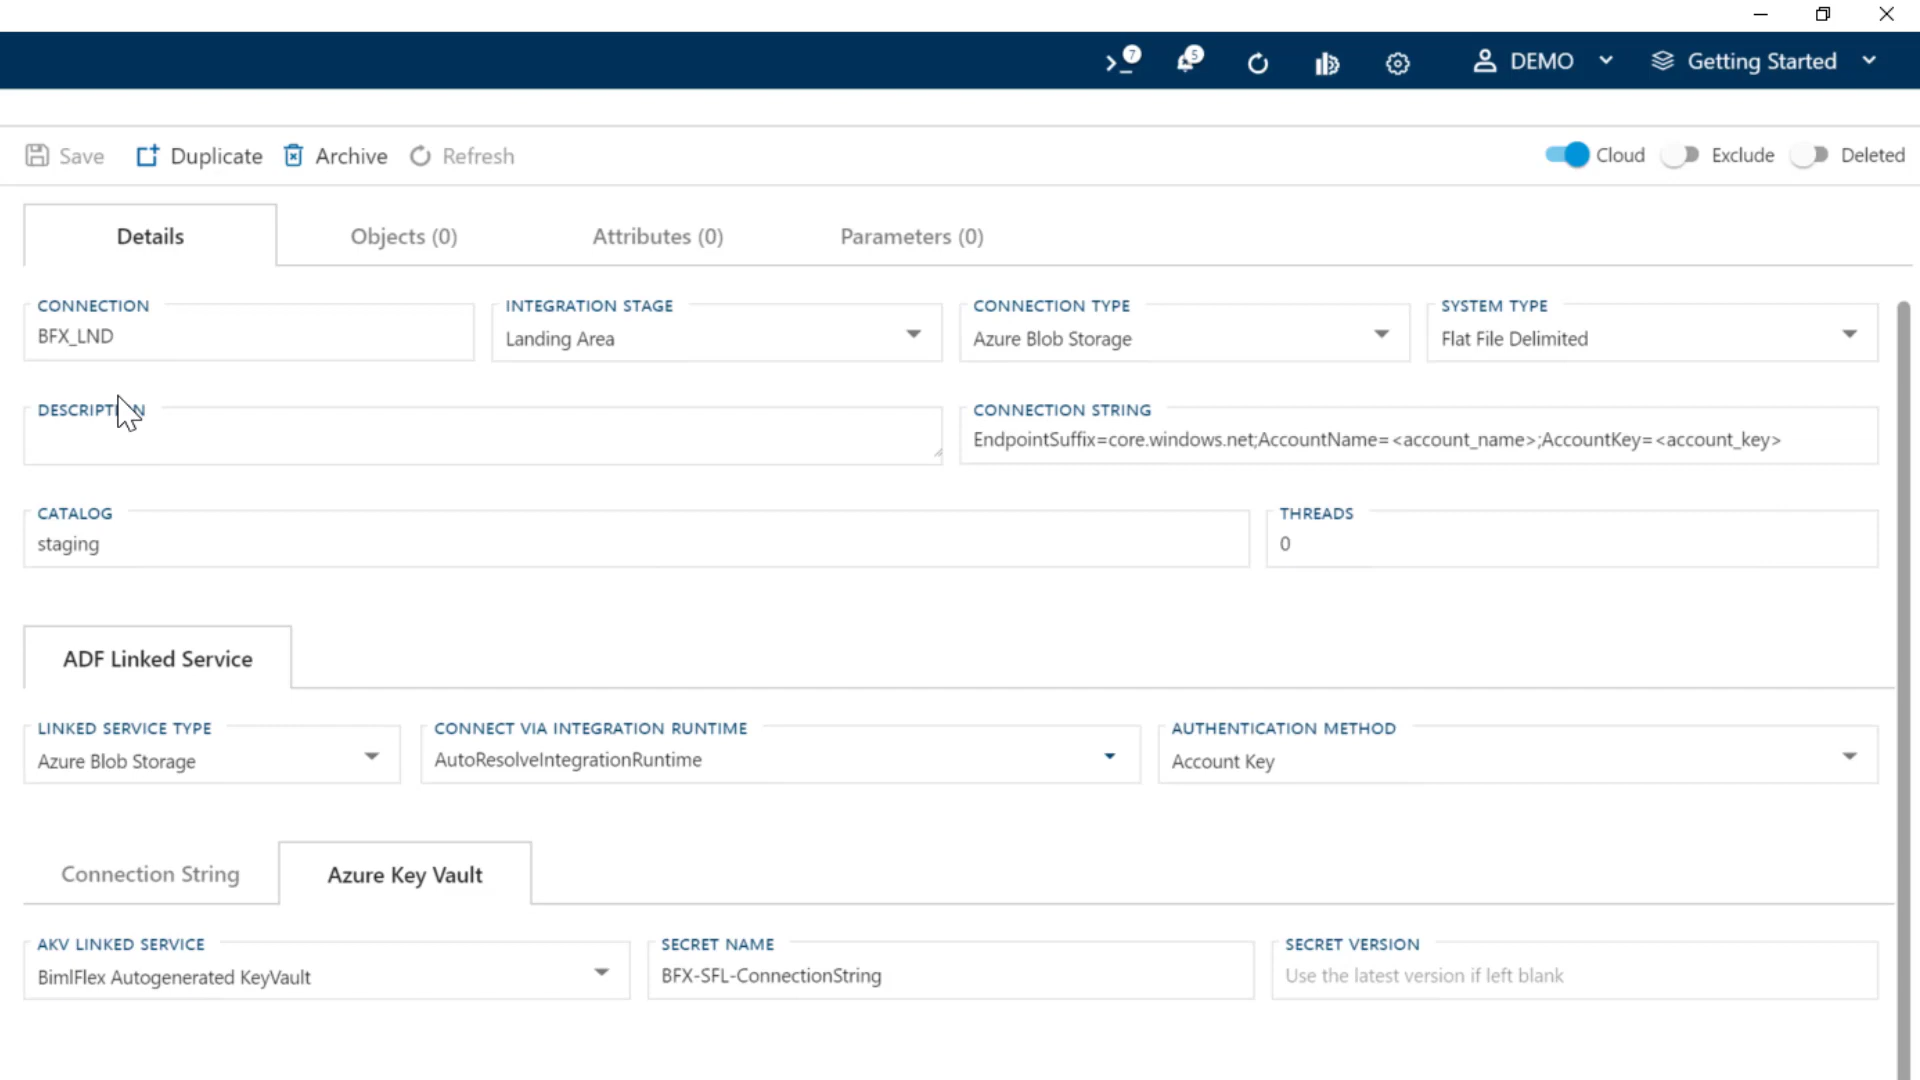 7 5 DEMO Getting Started
Save Duplicate Archive Refresh Cloud Exclude Deleted
Details Objects (0) Attributes (0) Parameters (0)
CONNECTION INTEGRATION STAGE CONNECTION TYPE SYSTEM TYPE
BFX_LND Landing Area Azure Blob Storage Flat File Delimited
DESCRIPTION CONNECTION STRING
EndpointSuffix=core.windows.net;AccountName=<account_name>;AccountKey=<account_key>
CATALOG THREADS
staging 0
ADF Linked Service
LINKED SERVICE TYPE CONNECT VIA INTEGRATION RUNTIME AUTHENTICATION METHOD
Azure Blob Storage AutoResolveIntegrationRuntime Account Key
Connection String Azure Key Vault
AKV LINKED SERVICE SECRET NAME SECRET VERSION
BimlFlex Autogenerated KeyVault BFX-SFL-ConnectionString Use the latest version if left blank